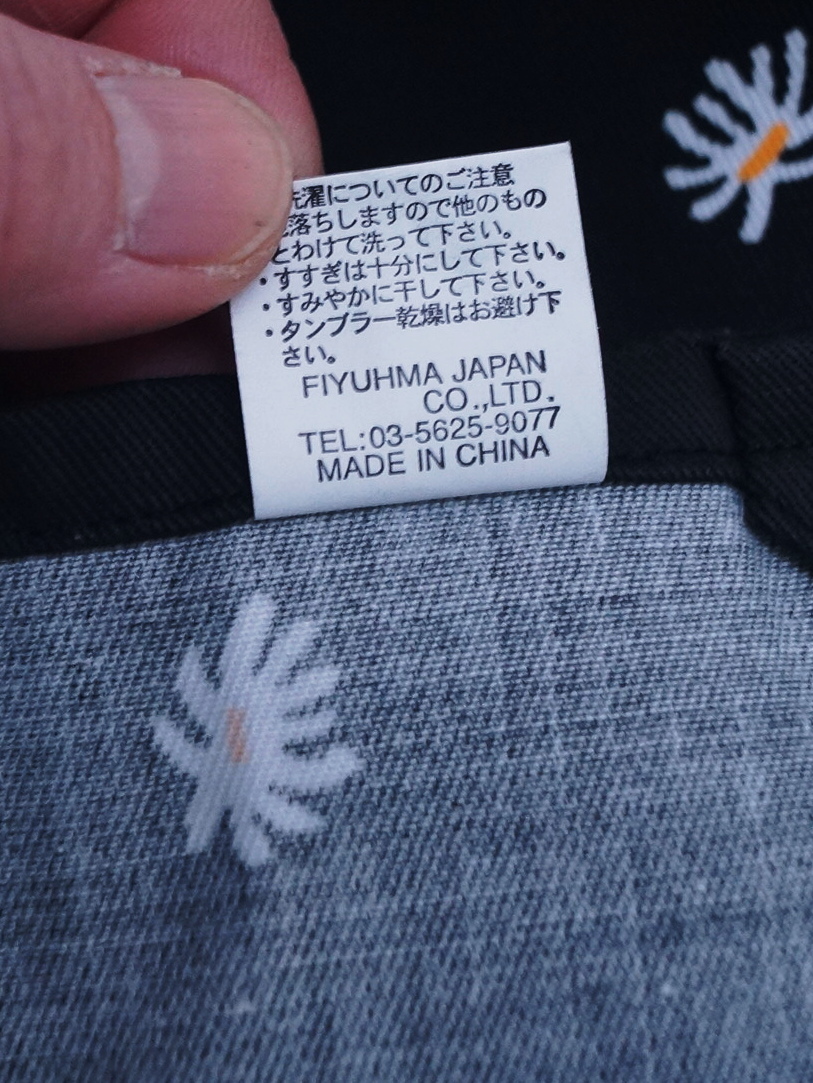 洗濯についてのご注意
落ちしますので他のもの
とわけて洗って下さい。
・すすぎは十分にして下さい。
・すみやかに干して下さい。
・タンブラー乾燥はお避け下
さい。
FIYUHMA JAPAN
CO.,LTD.
TEL:03-5625-9077
MADE IN CHINA